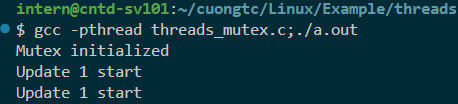 intern@cntd-sv101:~/cuongtc/Linux/Example/threads
$ gcc -pthread threads_mutex.c;./a.out
Mutex initialized
Update 1 start
Update 1 start